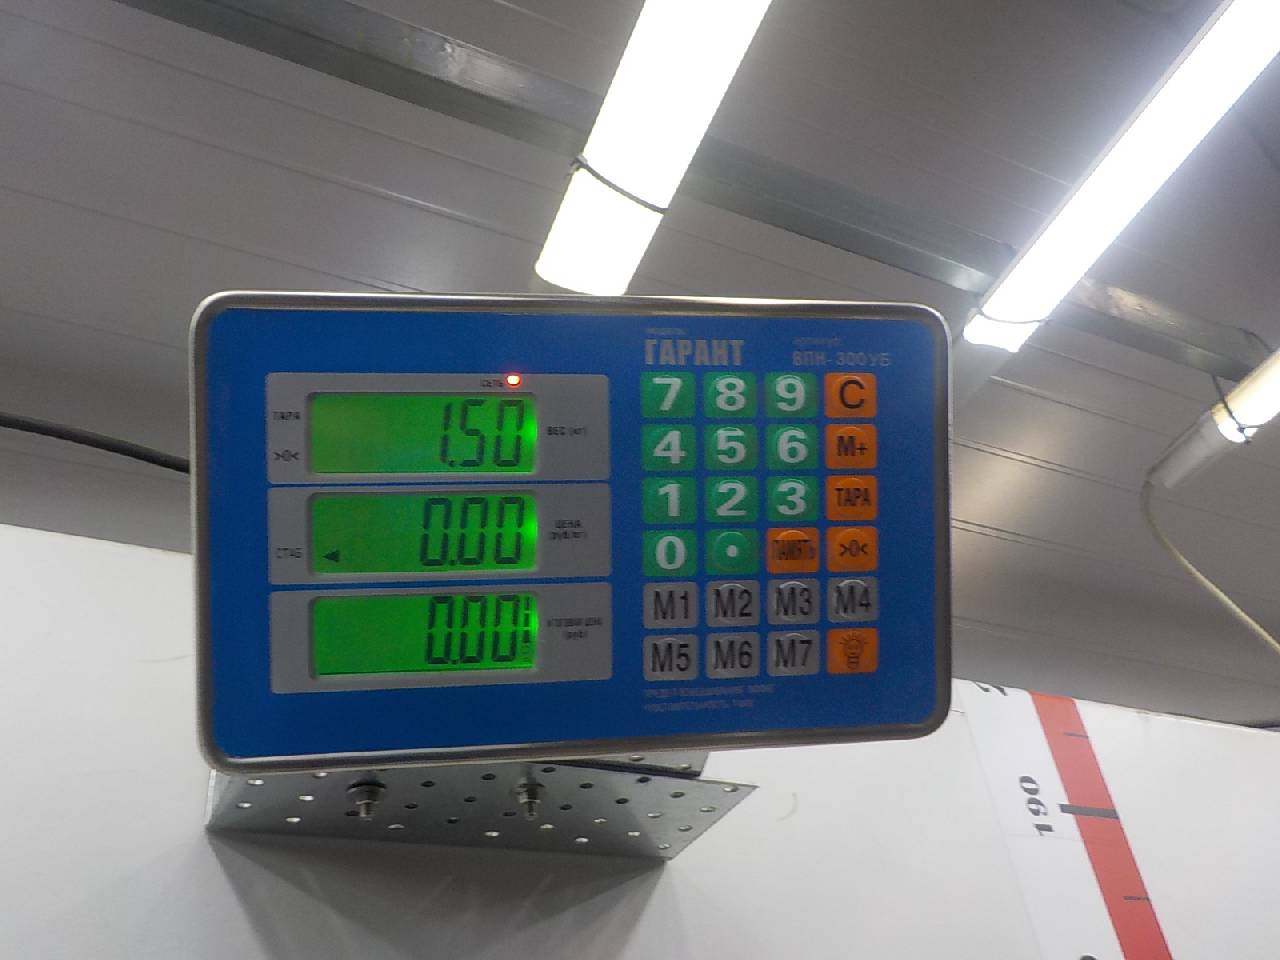 МОДЕЛЬ
ГАРАНТ
ВПН-300УБ
СЕТЬ
ТАРА
>0<
1.50
ВЕС (кг)
СТАБ
0.00
ЦЕНА
(руб/кг)
0.00
(руб)
7 8 9 C
4 5 6 M+
1 2 3 ТАРА
0 . ПАМЯТЬ >0<
M1 M2 M3 M4
M5 M6 M7
190